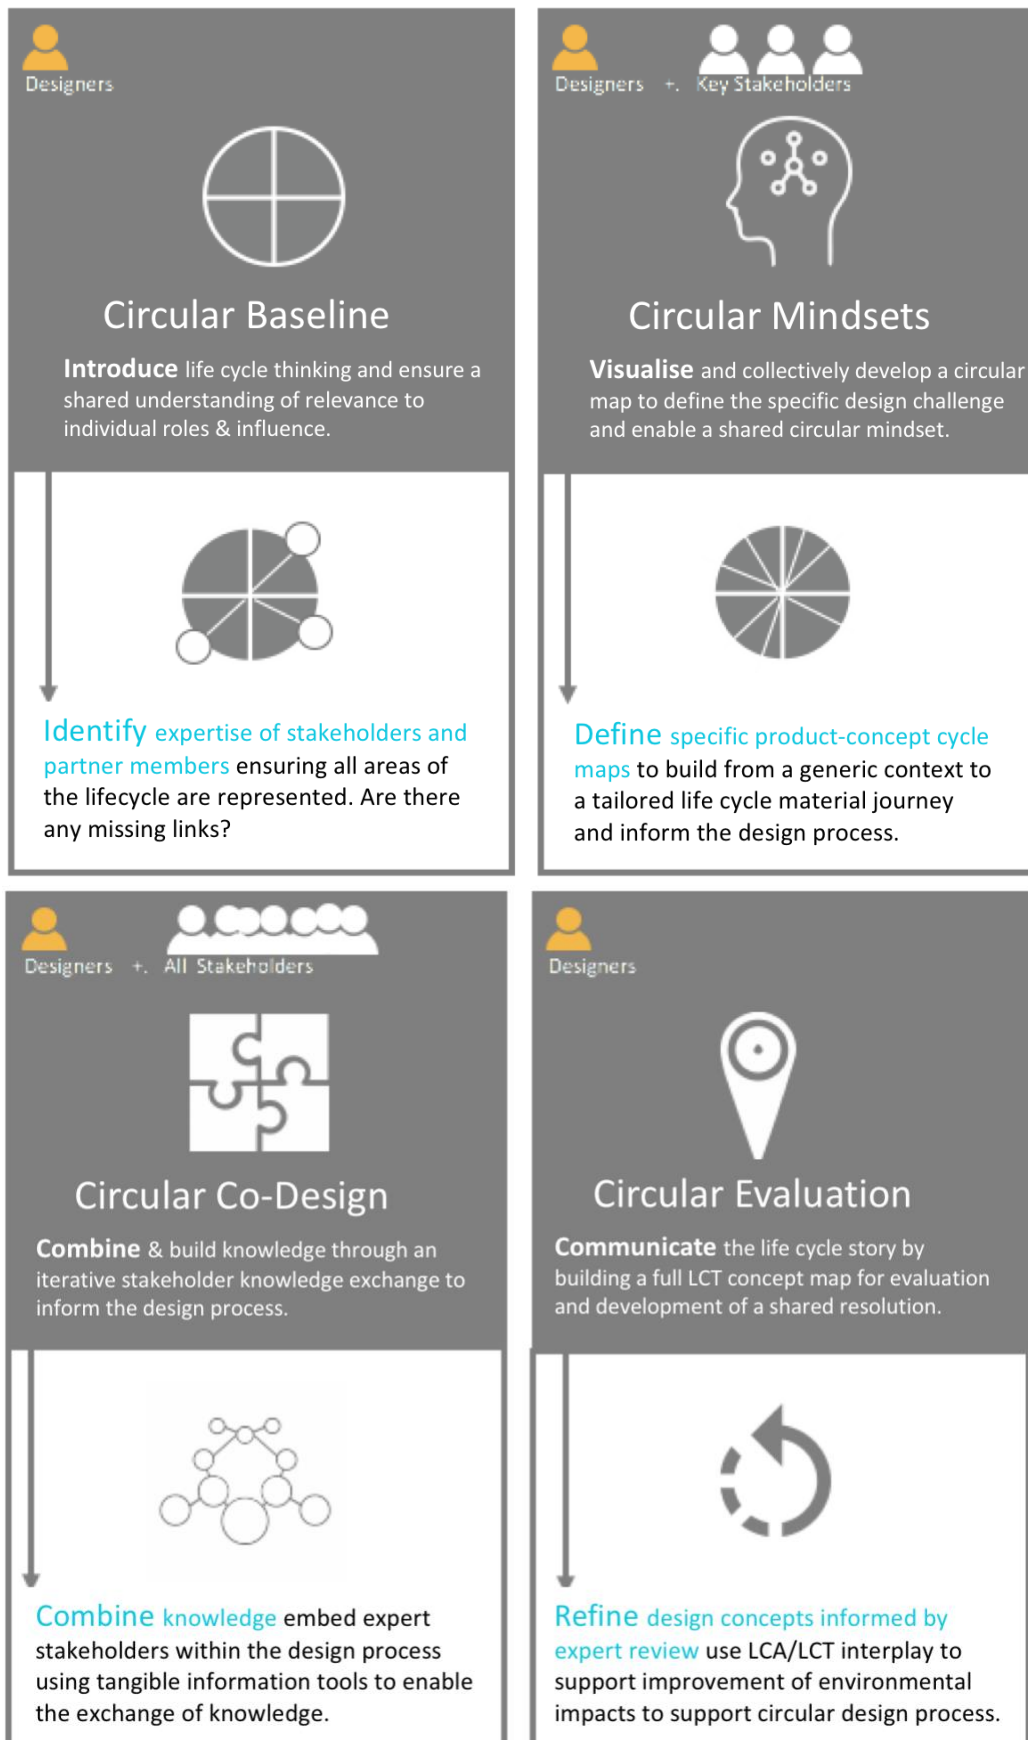 Designers
Circular Baseline
Introduce life cycle thinking and ensure a
shared understanding of relevance to
individual roles & influence.
Identify expertise of stakeholders and
partner members ensuring all areas of
the lifecycle are represented. Are there
any missing links?
Designers +. Key Stakeholders
Circular Mindsets
Visualise and collectively develop a circular
map to define the specific design challenge
and enable a shared circular mindset.
Define specific product-concept cycle
maps to build from a generic context to
a tailored life cycle material journey
and inform the design process.
Designers +. All Stakeholders
Circular Co-Design
Combine & build knowledge through an
iterative stakeholder knowledge exchange to
inform the design process.
Combine knowledge embed expert
stakeholders within the design process
using tangible information tools to enable
the exchange of knowledge.
Designers
Circular Evaluation
Communicate the life cycle story by
building a full LCT concept map for evaluation
and development of a shared resolution.
Refine design concepts informed by
expert review use LCA/LCT interplay to
support improvement of environmental
impacts to support circular design process.